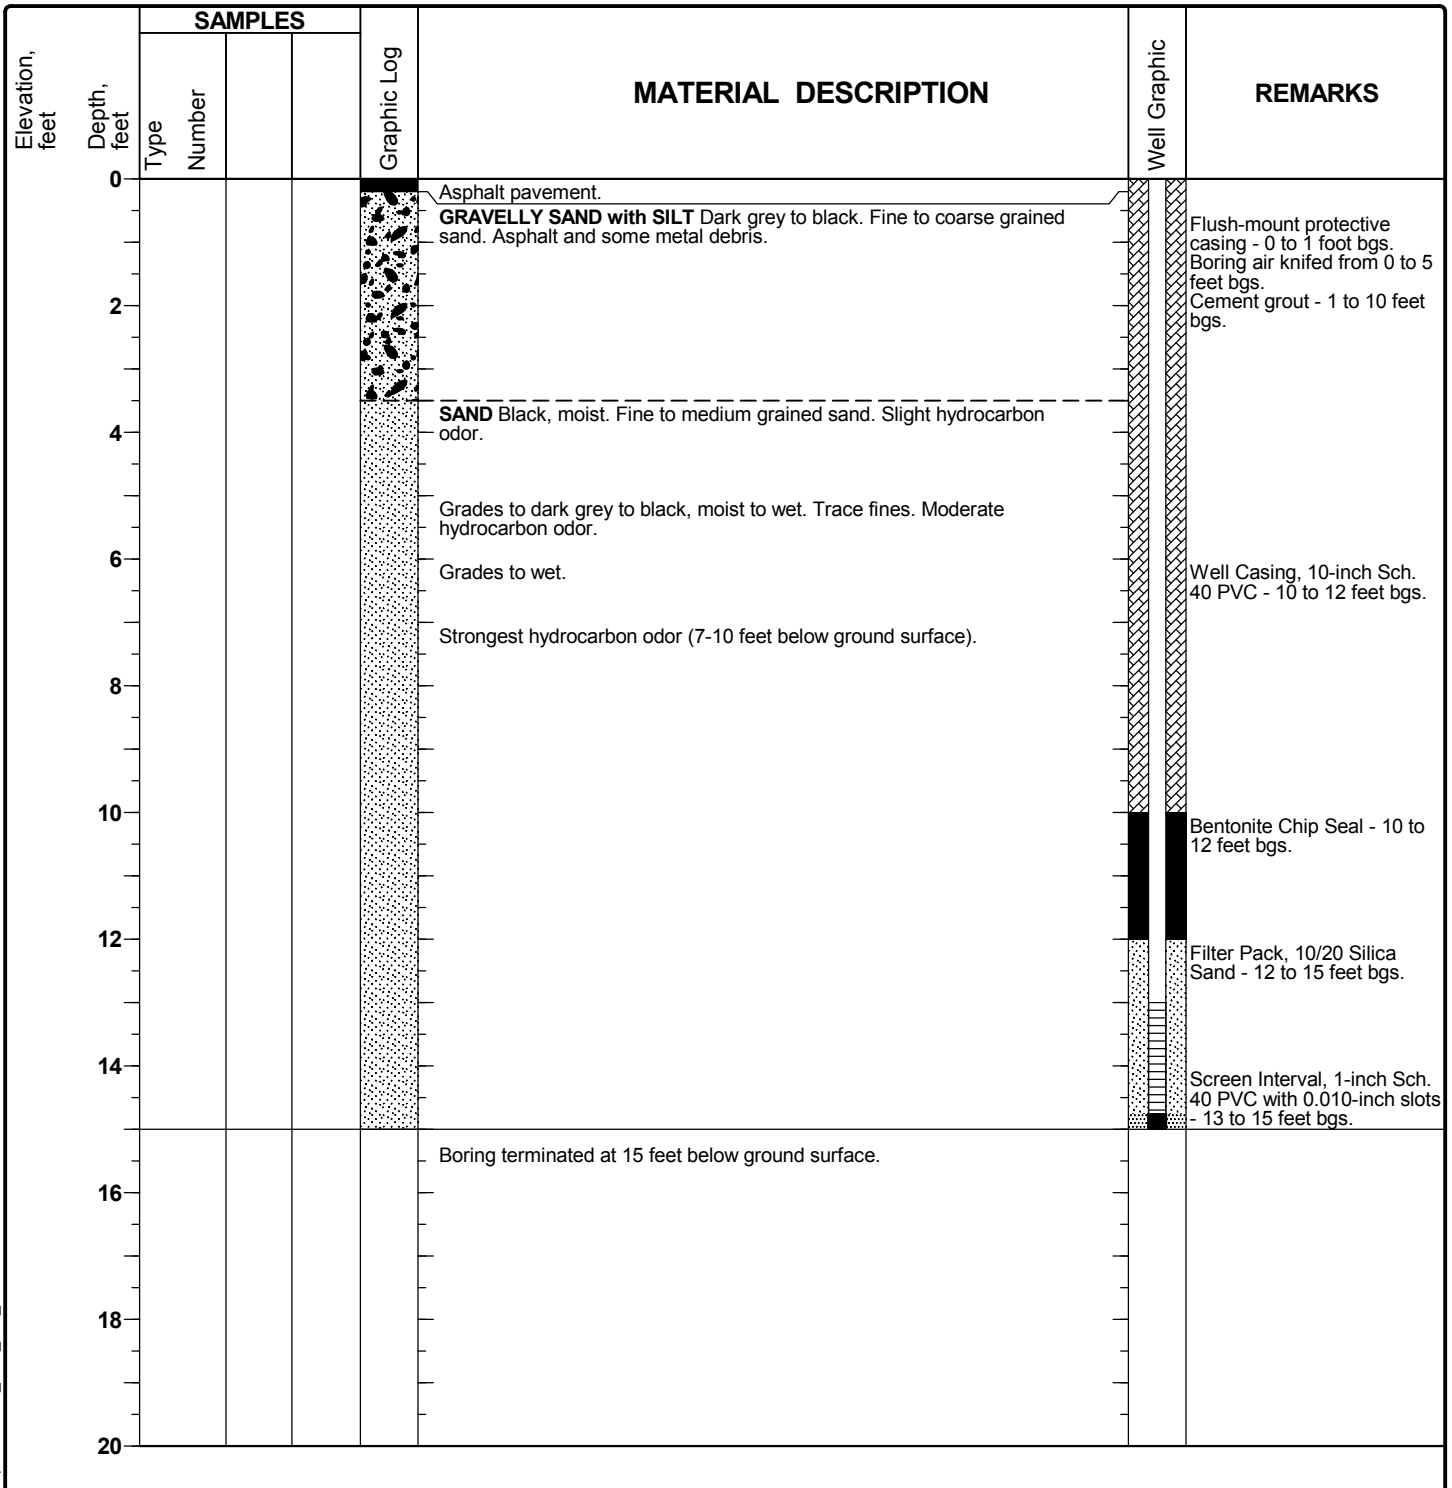 SAMPLES
Elevation,
feet
Depth,
feet
Type
Number
Graphic Log
MATERIAL DESCRIPTION
Well Graphic
REMARKS
0
Asphalt pavement.
GRAVELLY SAND with SILT Dark grey to black. Fine to coarse grained
sand. Asphalt and some metal debris.
Flush-mount protective
casing - 0 to 1 foot bgs.
Boring air knifed from 0 to 5
feet bgs.
Cement grout - 1 to 10 feet
bgs.
2
SAND Black, moist. Fine to medium grained sand. Slight hydrocarbon
odor.
4
Grades to dark grey to black, moist to wet. Trace fines. Moderate
hydrocarbon odor.
6
Grades to wet.
Well Casing, 10-inch Sch.
40 PVC - 10 to 12 feet bgs.
Strongest hydrocarbon odor (7-10 feet below ground surface).
8
10
Bentonite Chip Seal - 10 to
12 feet bgs.
12
Filter Pack, 10/20 Silica
Sand - 12 to 15 feet bgs.
14
Screen Interval, 1-inch Sch.
40 PVC with 0.010-inch slots
- 13 to 15 feet bgs.
Boring terminated at 15 feet below ground surface.
16
18
20